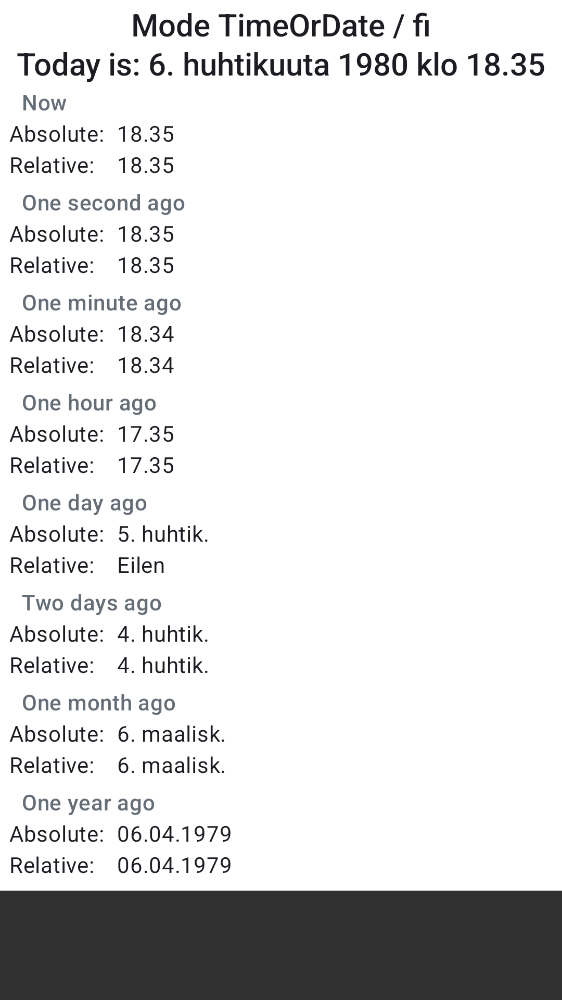 Mode TimeOrDate / fi
Today is: 6. huhtikuuta 1980 klo 18.35
Now
Absolute: 18.35
Relative: 18.35
One second ago
Absolute: 18.35
Relative: 18.35
One minute ago
Absolute: 18.34
Relative: 18.34
One hour ago
Absolute: 17.35
Relative: 17.35
One day ago
Absolute: 5. huhtik.
Relative: Eilen
Two days ago
Absolute: 4. huhtik.
Relative: 4. huhtik.
One month ago
Absolute: 6. maalisk.
Relative: 6. maalisk.
One year ago
Absolute: 06.04.1979
Relative: 06.04.1979